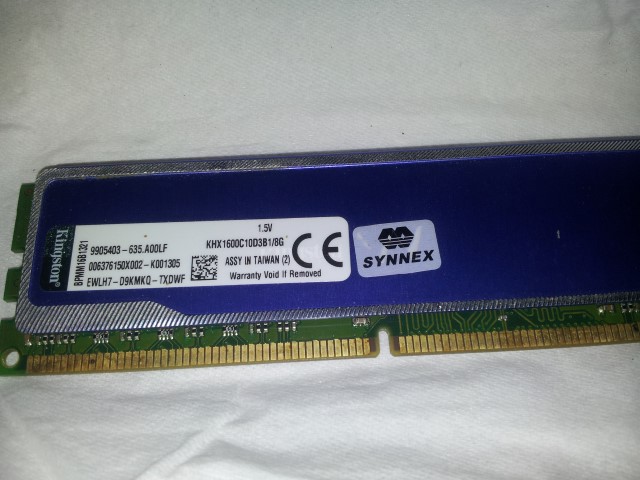 Kingston
BPMM16B1321
1.5V
9905403-635.A00LF
KHX1600C10D3B1/8G
006376150X002-K001305
ASSY IN TAIWAN (2)
EWLH7-D9KMKQ-TXDWF
Warranty Void If Removed
CE
SYNNEX